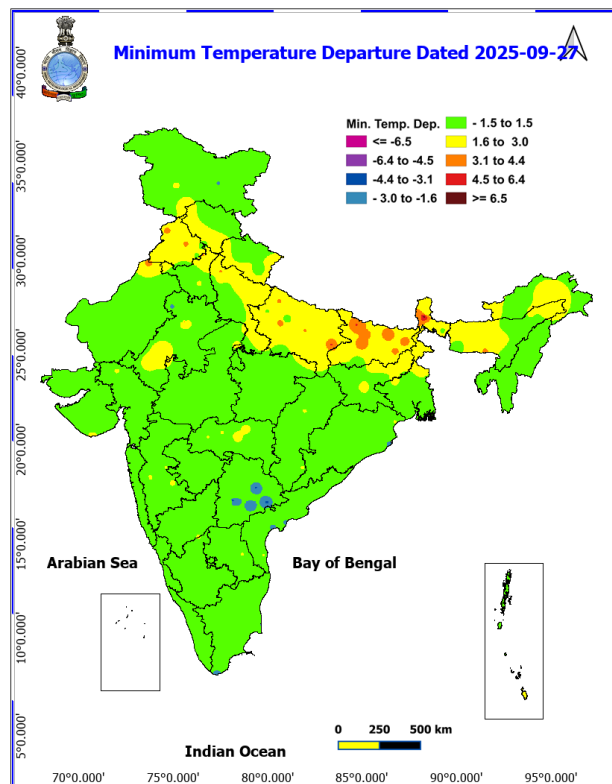 Minimum Temperature Departure Dated 2025-09-27
Min. Temp. Dep.
<= -6.5
-6.4 to -4.5
-4.4 to -3.1
- 3.0 to -1.6
- 1.5 to 1.5
1.6 to 3.0
3.1 to 4.4
4.5 to 6.4
>= 6.5
40°0.000'
35°0.000'
30°0.000'
25°0.000'
20°0.000'
15°0.000'
10°0.000'
5°0.000'
Arabian Sea
Bay of Bengal
Indian Ocean
0 250 500 km
70°0.000' 75°0.000' 80°0.000' 85°0.000' 90°0.000' 95°0.000'